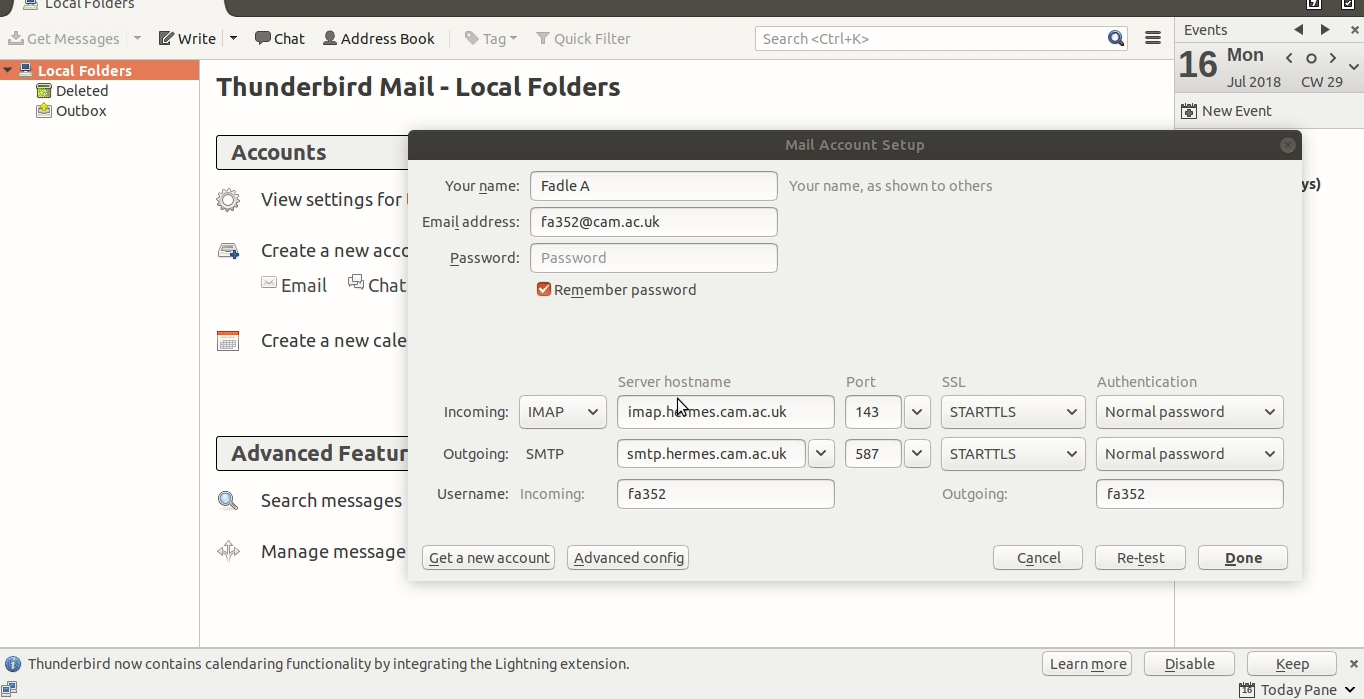 Local Folders
Get Messages Write Chat Address Book Tag Quick Filter Search <Ctrl+K>
Events
16 Mon
Jul 2018 CW 29
New Event
Local Folders
Deleted
Outbox
Thunderbird Mail - Local Folders
Accounts
View settings for
Create a new acco
Email Chat
Create a new cale
Advanced Featur
Search messages
Manage message
ys)
Mail Account Setup
Your name: Fadle A Your name, as shown to others
Email address: fa352@cam.ac.uk
Password: Password
Remember password
Server hostname Port SSL Authentication
Incoming: IMAP imap.hermes.cam.ac.uk 143 STARTTLS Normal password
Outgoing: SMTP smtp.hermes.cam.ac.uk 587 STARTTLS Normal password
Username: Incoming: fa352 Outgoing: fa352
Get a new account Advanced config Cancel Re-test Done
Thunderbird now contains calendaring functionality by integrating the Lightning extension. Learn more Disable Keep
16 Today Pane